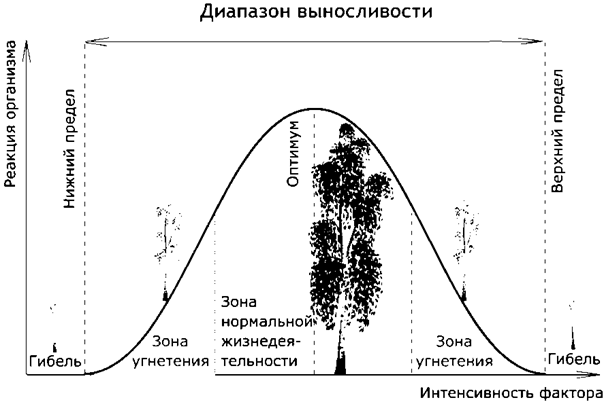 Диапазон выносливости
Реакция организма
Нижний предел
Оптимум
Верхний предел
Гибель
Зона
угнетения
Зона
нормальной
жизнедея-
тельности
Зона
угнетения
Гибель
Интенсивность фактора